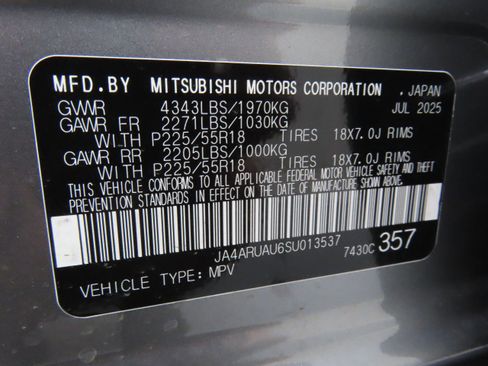 MFD.BY MITSUBISHI MOTORS CORPORATION . JAPAN
GVWR 4343LBS/1970KG JUL 2025
GAWR FR 2271LBS/1030KG
WITH P225/55R18 TIRES 18X7.0J RIMS
GAWR RR 2205LBS/1000KG
WITH P225/55R18 TIRES 18X7.0J RIMS
THIS VEHICLE CONFORMS TO ALL APPLICABLE FEDERAL MOTOR VEHICLE SAFETY AND THEFT
PREVENTION STANDARDS IN EFFECT ON THE DATE OF MANUFACTURE SHOWN ABOVE.
JA4ARUAU6SU013537 7430C 357
VEHICLE TYPE: MPV